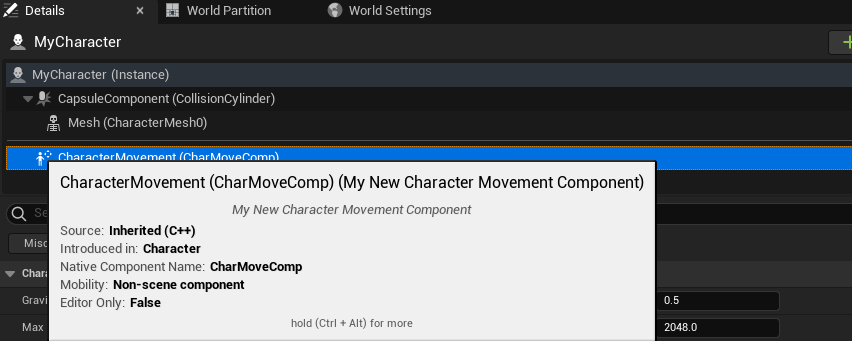 Details
World Partition
World Settings
MyCharacter
MyCharacter (Instance)
CapsuleComponent (CollisionCylinder)
Mesh (CharacterMesh0)
CharacterMovement (CharMoveComp)
CharacterMovement (CharMoveComp) (My New Character Movement Component)
My New Character Movement Component
Source: Inherited (C++)
Introduced in: Character
Native Component Name: CharMoveComp
Mobility: Non-scene component
Editor Only: False
hold (Ctrl + Alt) for more
Misc
Chara
Gravi
0.5
Max
2048.0